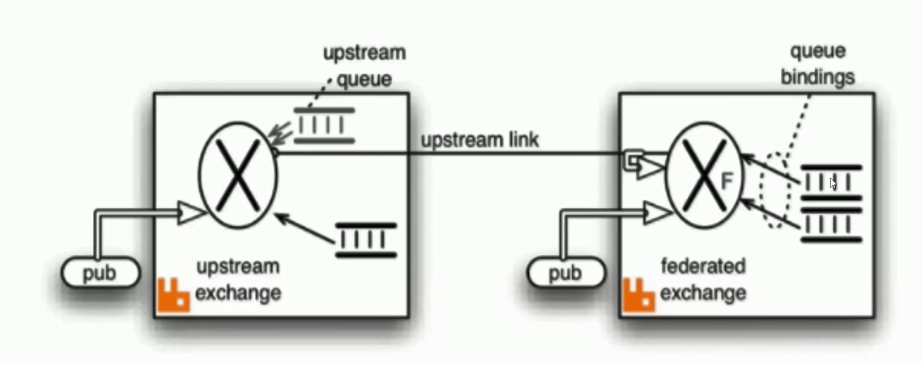 upstream
queue
queue
bindings
upstream link
F
pub
upstream
exchange
pub
federated
exchange